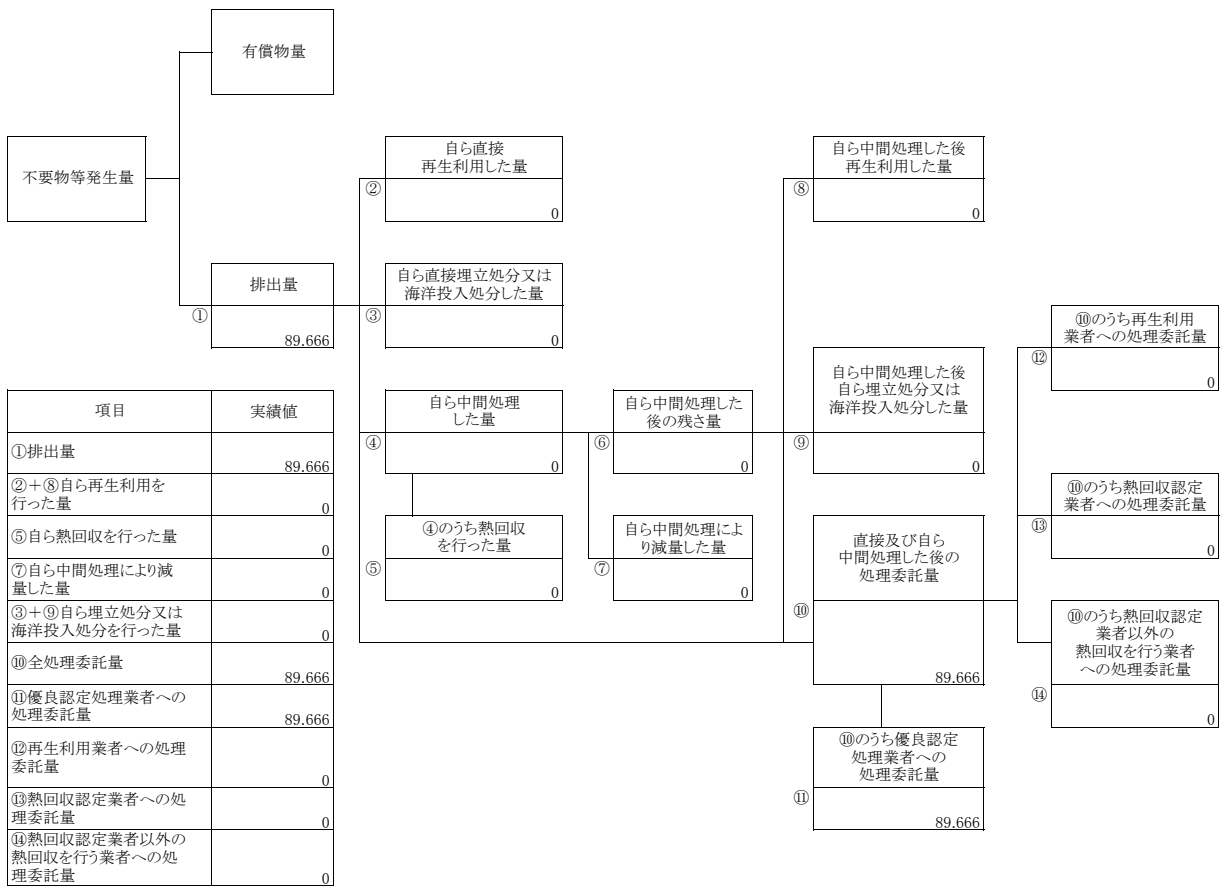 有償物量
不要物等発生量
排出量
①
89.666
自ら直接
再生利用した量
②
0
自ら直接埋立処分又は
海洋投入処分した量
③
0
自ら中間処理
した量
④
0
④のうち熱回収
を行った量
⑤
0
自ら中間処理した
後の残さ量
⑥
0
自ら中間処理によ
り減量した量
⑦
0
自ら中間処理した後
再生利用した量
⑧
0
自ら中間処理した後
自ら埋立処分又は
海洋投入処分した量
⑨
0
直接及び自ら
中間処理した後の
処理委託量
⑩
89.666
⑩のうち優良認定
処理業者への
処理委託量
⑪
89.666
⑩のうち再生利用
業者への処理委託量
⑫
0
⑩のうち熱回収認定
業者への処理委託量
⑬
0
⑩のうち熱回収認定
業者以外の
熱回収を行う業者
への処理委託量
⑭
0
項目 実績値
①排出量
89.666
②+⑧自ら再生利用を
行った量
0
⑤自ら熱回収を行った量
0
⑦自ら中間処理により減
量した量
0
③+⑨自ら埋立処分又は
海洋投入処分を行った量
0
⑩全処理委託量
89.666
⑪優良認定処理業者への
処理委託量
89.666
⑫再生利用業者への処理
委託量
0
⑬熱回収認定業者への処
理委託量
0
⑭熱回収認定業者以外の
熱回収を行う業者への処
理委託量
0